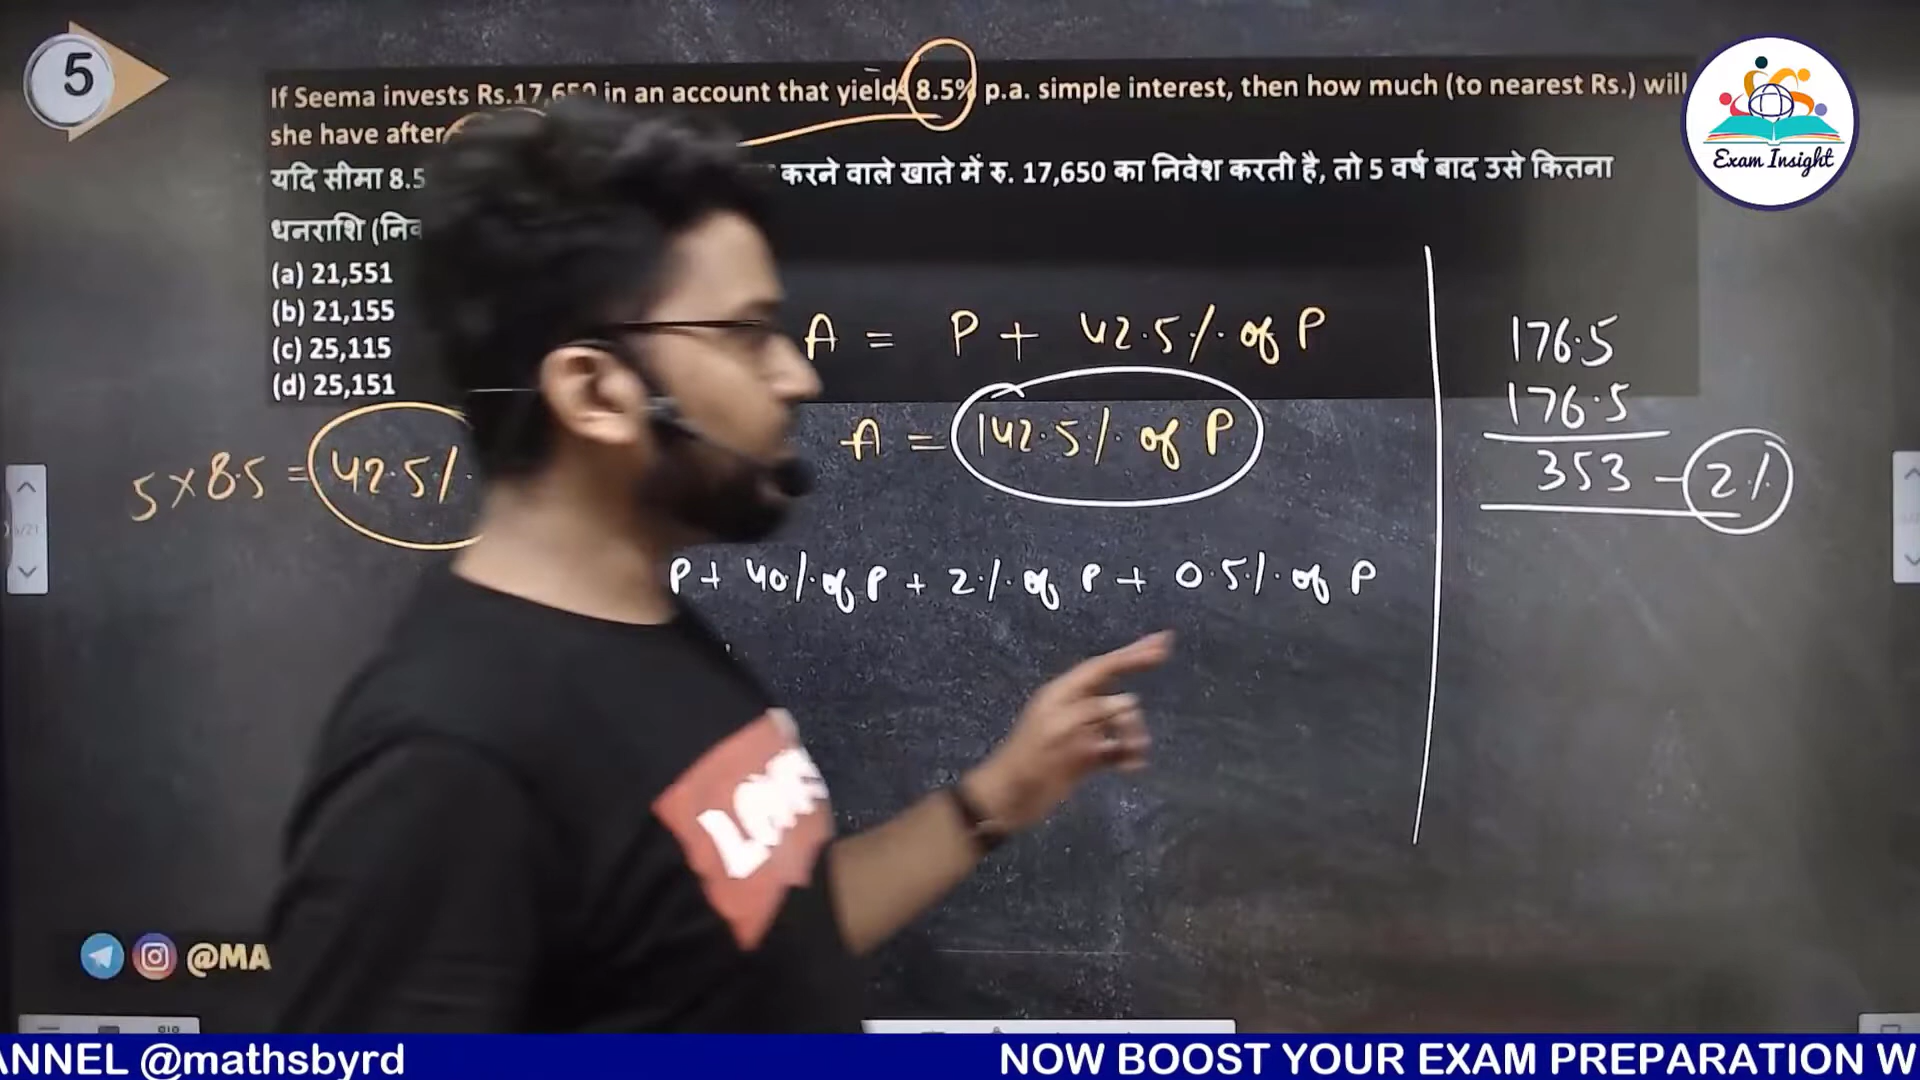 5
If Seema invests Rs.17,650 in an account that yields 8.5% p.a. simple interest, then how much (to nearest Rs.) will
she have after
यदि सीमा 8.5 करने वाले खाते में रु. 17,650 का निवेश करती है, तो 5 वर्ष बाद उसे कितना
धनराशि
(a) 21,551
(b) 21,155
(c) 25,115
(d) 25,151
Exam Insight
5×8.5 = 42.5%
A = P + 42.5% of P
A = 142.5% of P
P + 40% of P + 2% of P + 0.5% of P
176.5
176.5
353 - 2%
@MA
ANNEL @mathsbyrd
NOW BOOST YOUR EXAM PREPARATION W